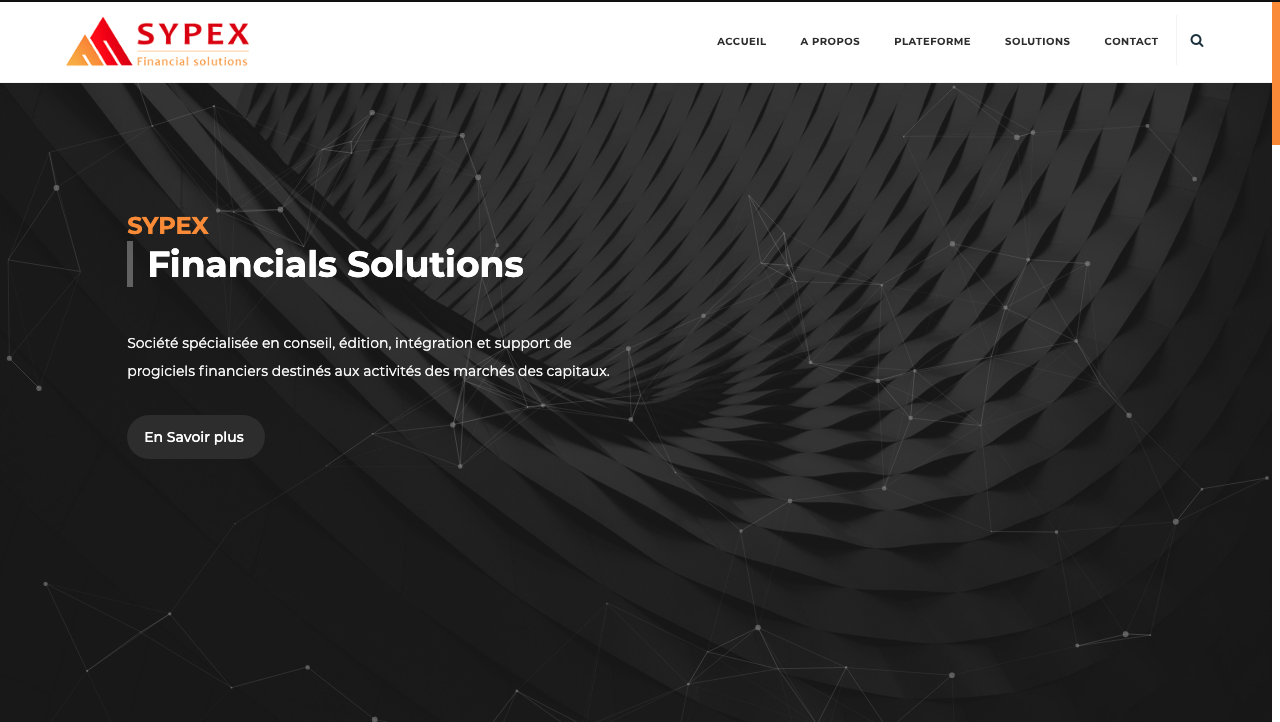 SYPEX
Financial solutions
ACCUEIL
A PROPOS
PLATEFORME
SOLUTIONS
CONTACT
SYPEX
Financials Solutions
Société spécialisée en conseil, édition, intégration et support de
progiciels financiers destinés aux activités des marchés des capitaux.
En Savoir plus